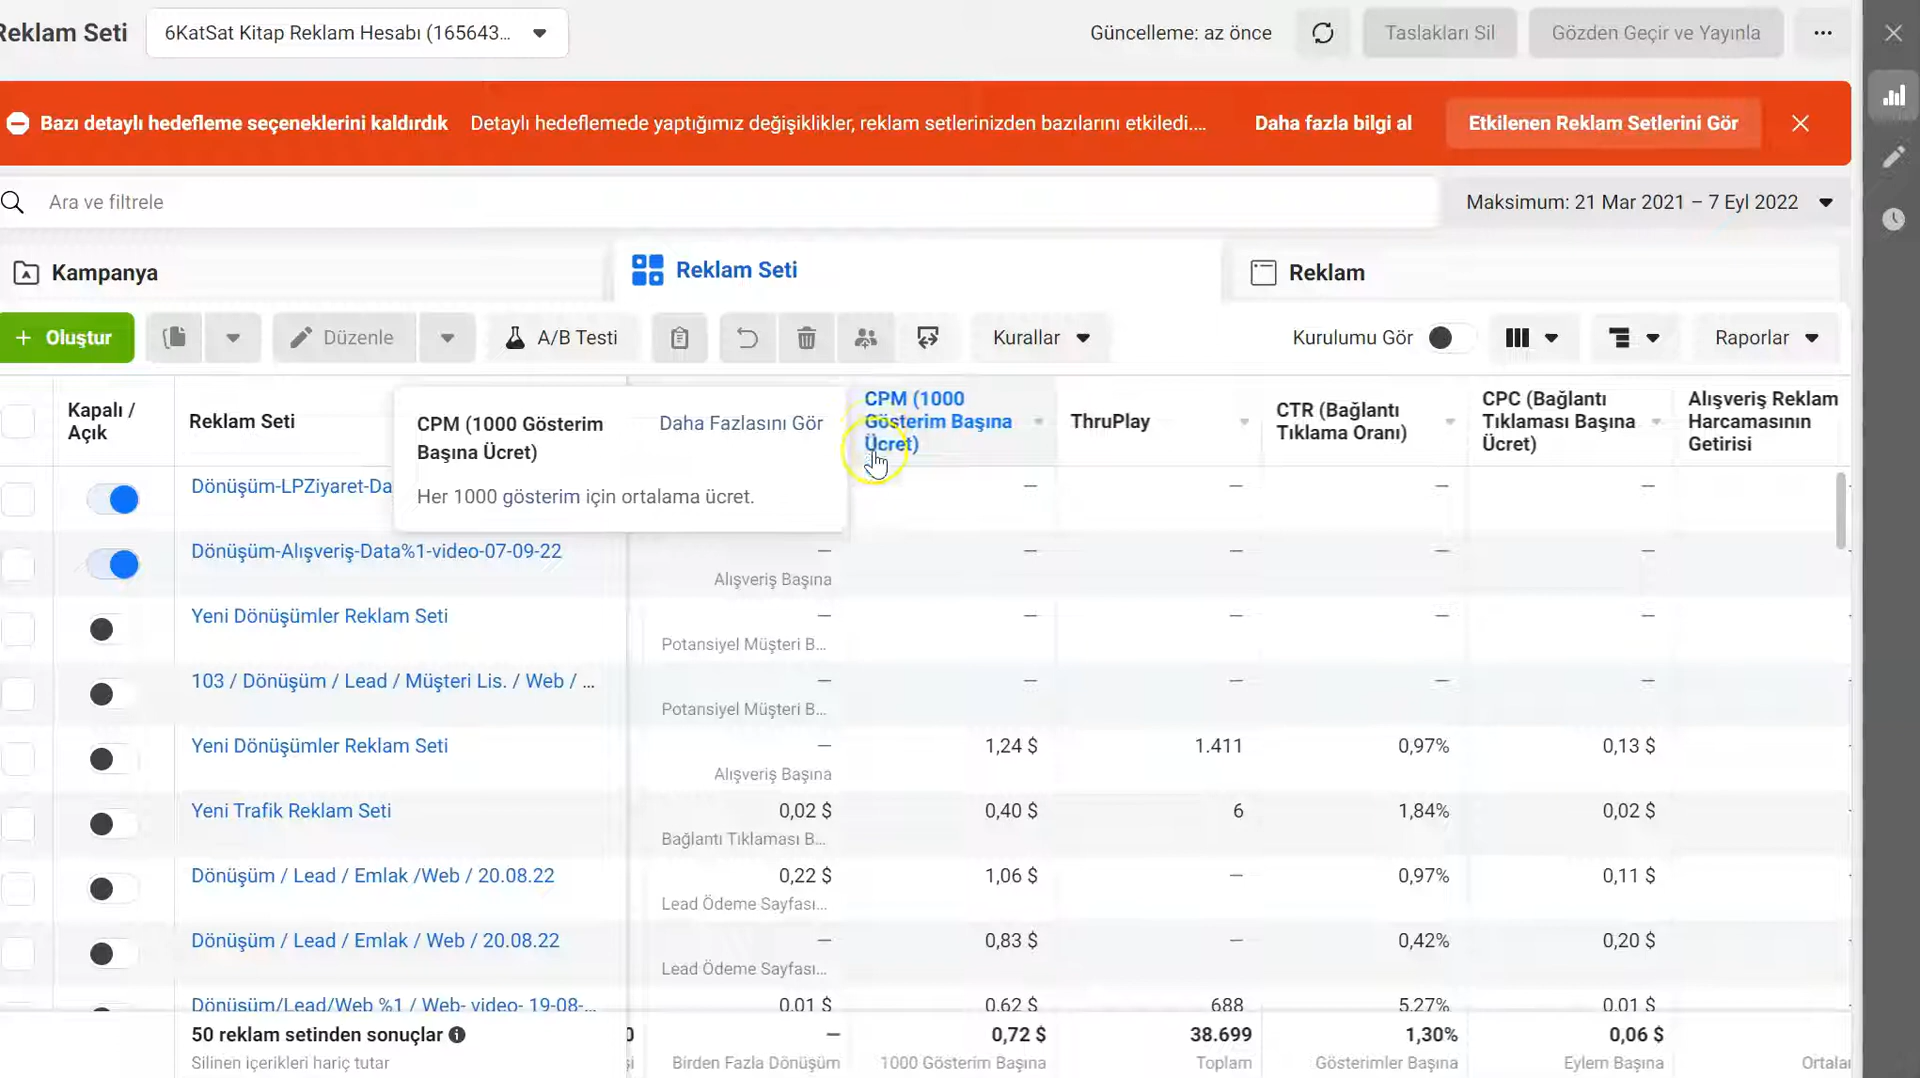 Reklam Seti
6KatSat Kitap Reklam Hesabı (165643...
Güncelleme: az önce
Taslakları Sil
Gözden Geçir ve Yayınla
Bazı detaylı hedefleme seçeneklerini kaldırdık
Detaylı hedeflemede yaptığımız değişiklikler, reklam setlerinizden bazılarını etkiledi....
Daha fazla bilgi al
Etkilenen Reklam Setlerini Gör
Ara ve filtrele
Maksimum: 21 Mar 2021 – 7 Eyl 2022
Kampanya
Reklam Seti
Reklam
+ Oluştur
Düzenle
A/B Testi
Kurallar
Kurulumu Gör
Raporlar
Kapalı /
Açık
Reklam Seti
CPM (1000 Gösterim
Başına Ücret)
Daha Fazlasını Gör
Her 1000 gösterim için ortalama ücret.
CPM (1000
Gösterim Başına
Ücret)
ThruPlay
CTR (Bağlantı
Tıklama Oranı)
CPC (Bağlantı
Tıklaması Başına
Ücret)
Alışveriş Reklam
Harcamasının
Getirisi
Dönüşüm-LPZiyaret-Da
— — — —
Dönüşüm-Alışveriş-Data%1-video-07-09-22
— — — — —
Alışveriş Başına
Yeni Dönüşümler Reklam Seti
— — — — —
Potansiyel Müşteri B...
103 / Dönüşüm / Lead / Müşteri Lis. / Web / ...
— — — — —
Potansiyel Müşteri B...
Yeni Dönüşümler Reklam Seti
— 1,24 $ 1.411 0,97% 0,13 $
Alışveriş Başına
Yeni Trafik Reklam Seti
0,02 $ 0,40 $ 6 1,84% 0,02 $
Bağlantı Tıklaması B...
Dönüşüm / Lead / Emlak /Web / 20.08.22
0,22 $ 1,06 $ — 0,97% 0,11 $
Lead Ödeme Sayfası...
Dönüşüm / Lead / Emlak / Web / 20.08.22
— 0,83 $ — 0,42% 0,20 $
Lead Ödeme Sayfası...
Dönüşüm/Lead/Web %1 / Web- video- 19-08-...
0,01 $ 0,62 $ 688 5,27% 0,01 $
50 reklam setinden sonuçlar
— 0,72 $ 38.699 1,30% 0,06 $
Silinen içerikleri hariç tutar
Birden Fazla Dönüşüm
1000 Gösterim Başına
Toplam
Gösterimler Başına
Eylem Başına
Ortala